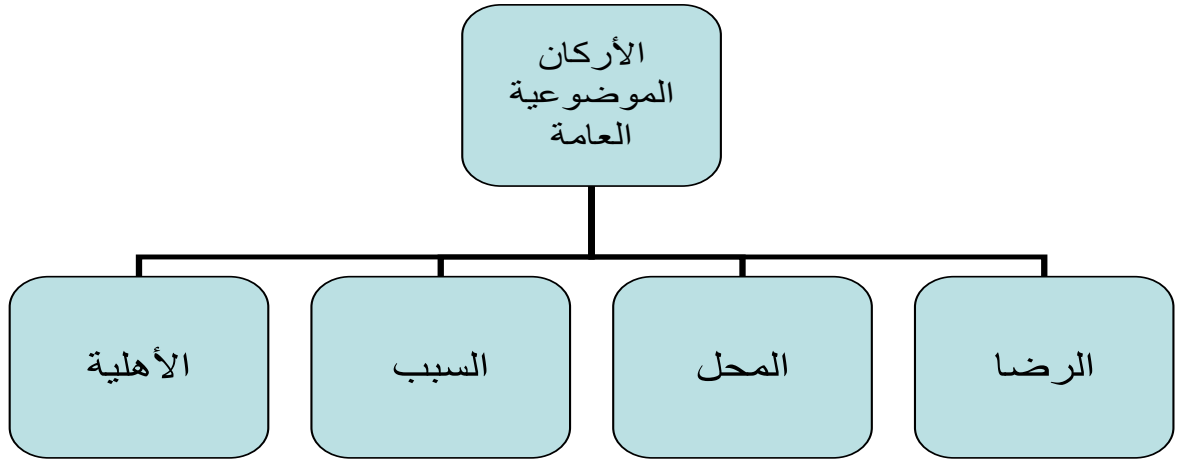 الأركان
الموضوعية
العامة
الرضا
المحل
السبب
الأهلية